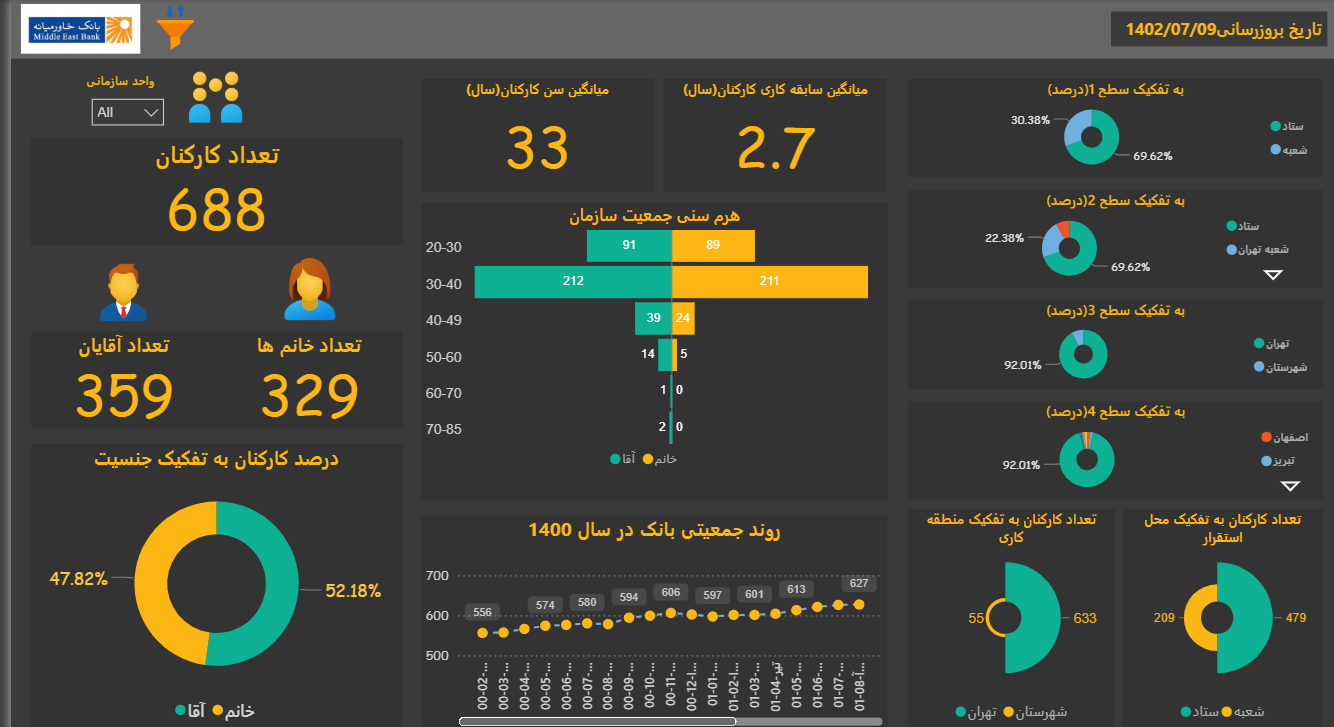 بانک خاورمیانه
Middle East Bank
تاریخ بروزرسانی1402/07/09
واحد سازمانی
All
تعداد کارکنان
688
تعداد آقایان
359
تعداد خانم ها
329
درصد کارکنان به تفکیک جنسیت
47.82%
52.18%
آقا
خانم
میانگین سن کارکنان(سال)
33
میانگین سابقه کاری کارکنان(سال)
2.7
هرم سنی جمعیت سازمان
20-30 91 89
30-40 212 211
40-49 39 24
50-60 14 5
60-70 1 0
70-85 2 0
آقا
خانم
روند جمعیتی بانک در سال 1400
700
600
500
556 574 580 594 606 597 601 613 627
00-02-...
00-03-...
00-04-...
00-05-...
00-06-...
00-07-...
00-08-...
00-09-...
00-10-...
00-11-...
00-12-ا...
01-01-...
01-02-ا...
01-03-...
01-04-تیر
01-05-...
01-06-...
01-07-...
01-08-آ...
به تفکیک سطح 1(درصد)
30.38%
69.62%
ستاد
شعبه
به تفکیک سطح 2(درصد)
22.38%
69.62%
ستاد
شعبه تهران
به تفکیک سطح 3(درصد)
92.01%
تهران
شهرستان
به تفکیک سطح 4(درصد)
92.01%
اصفهان
تبریز
تعداد کارکنان به تفکیک منطقه
کاری
55
633
تهران
شهرستان
تعداد کارکنان به تفکیک محل
استقرار
209
479
ستاد
شعبه